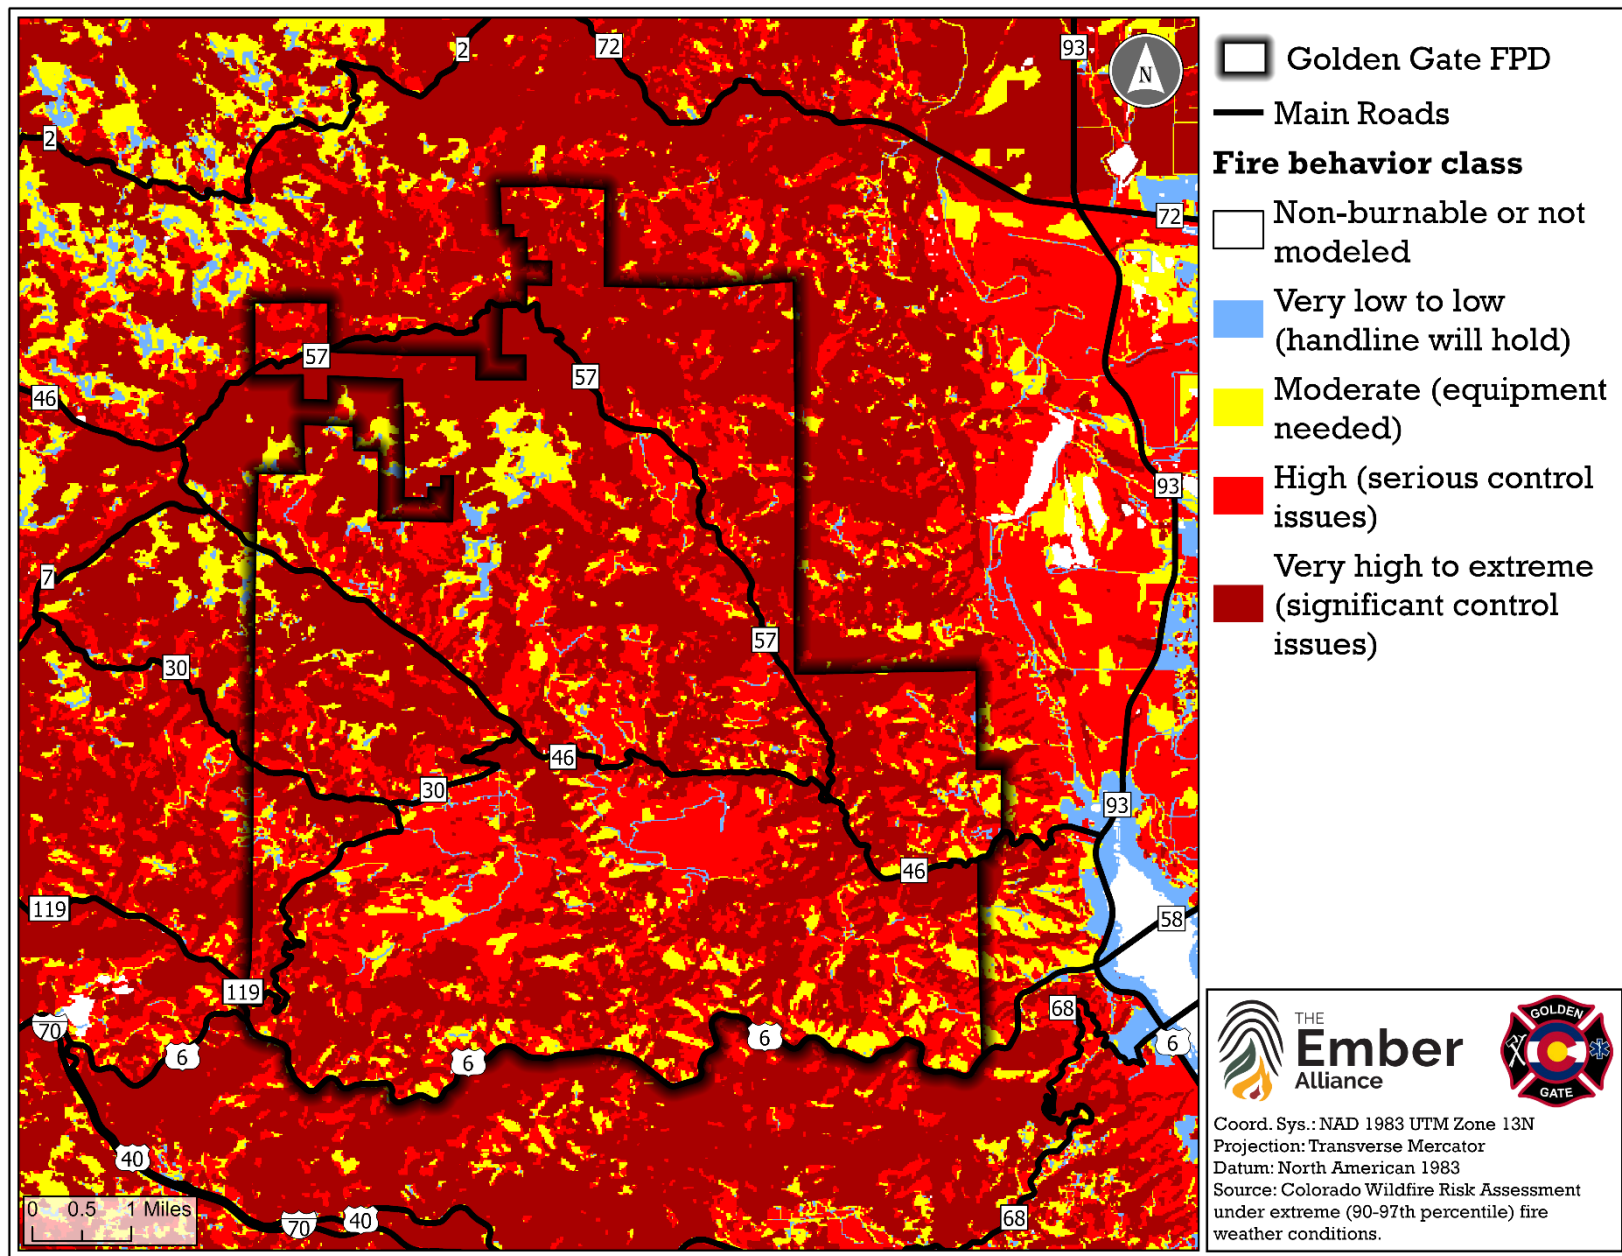 2
72
93
N
2
72
57
57
46
93
7
57
30
46
30
93
46
119
58
119
68
70
6
6
6
6
40
70
40
68
0 0.5 1 Miles
Golden Gate FPD
Main Roads
Fire behavior class
Non-burnable or not
modeled
Very low to low
(handline will hold)
Moderate (equipment
needed)
High (serious control
issues)
Very high to extreme
(significant control
issues)
THE
Ember
Alliance
GOLDEN
GATE
Coord. Sys.: NAD 1983 UTM Zone 13N
Projection: Transverse Mercator
Datum: North American 1983
Source: Colorado Wildfire Risk Assessment
under extreme (90-97th percentile) fire
weather conditions.